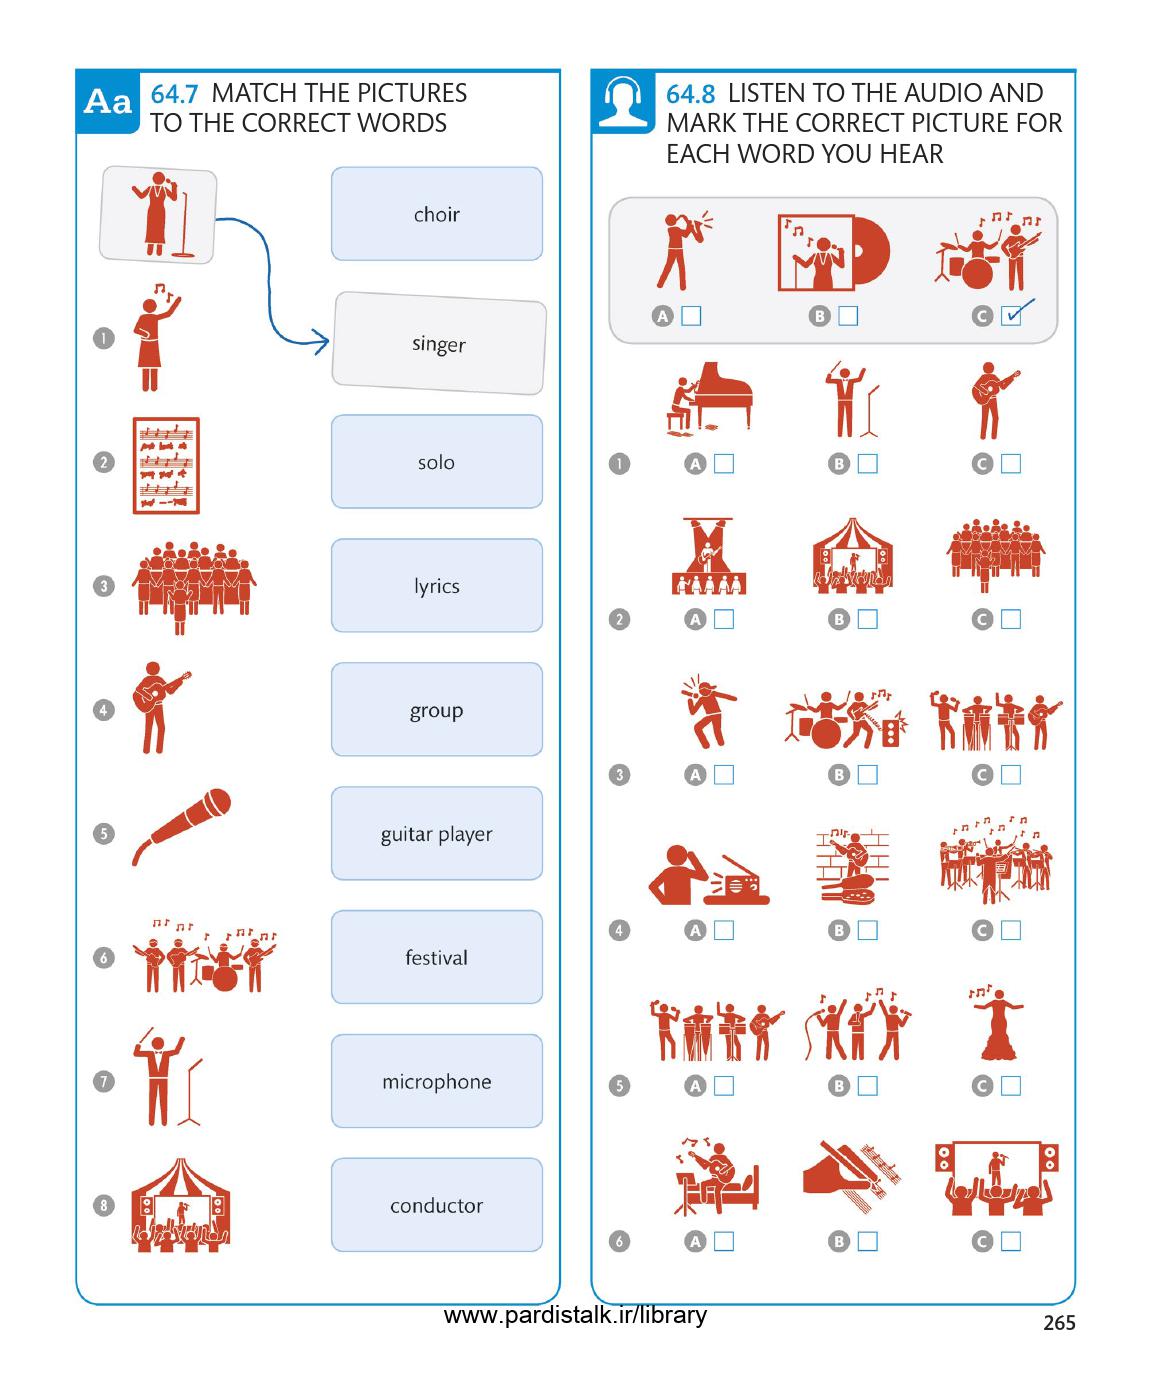 Aa 64.7 MATCH THE PICTURES
TO THE CORRECT WORDS
choir
singer
1
solo
2
lyrics
3
group
4
guitar player
5
festival
6
microphone
7
conductor
8
64.8 LISTEN TO THE AUDIO AND
MARK THE CORRECT PICTURE FOR
EACH WORD YOU HEAR
A B C
1 A B C
2 A B C
3 A B C
4 A B C
5 A B C
6 A B C
www.pardistalk.ir/library
265